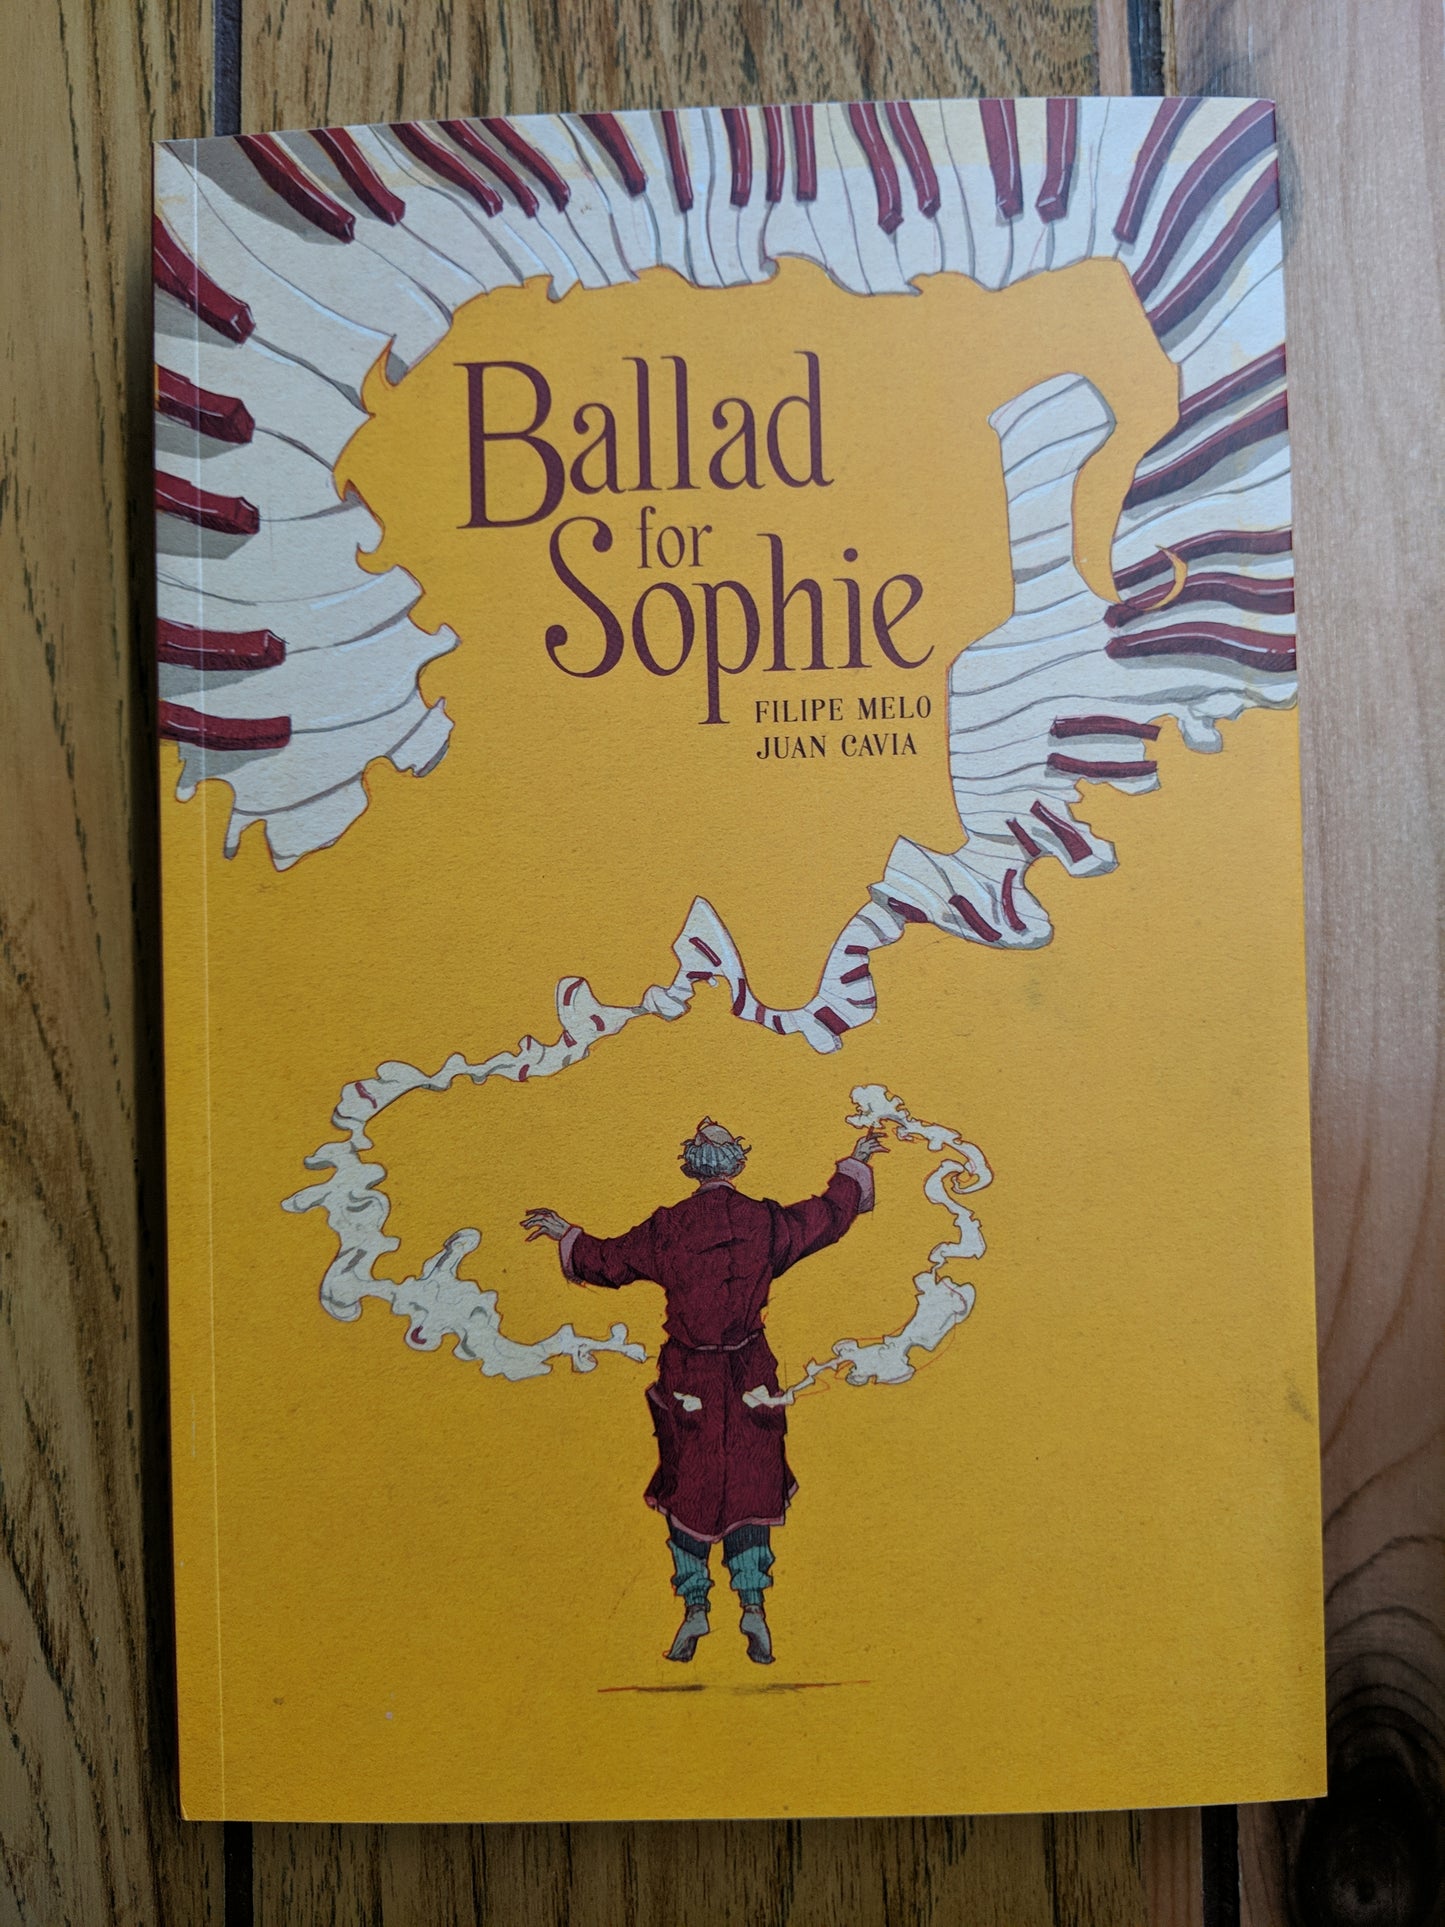 Ballad
for
Sophie
FILIPE MELO
JUAN CAVIA